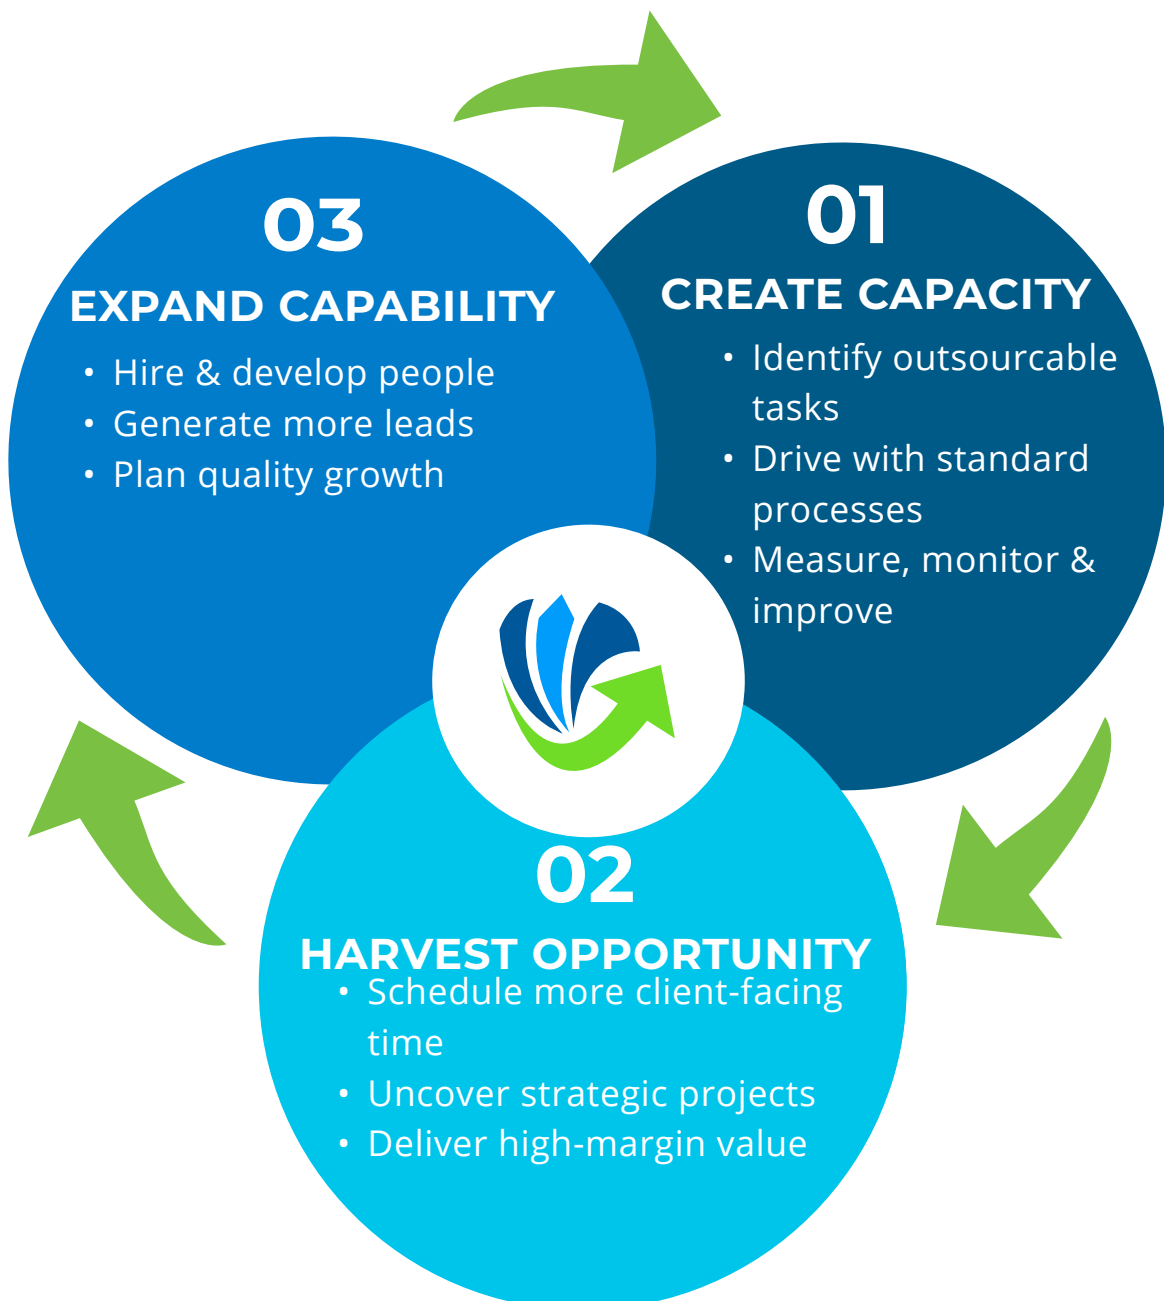 03
EXPAND CAPABILITY
• Hire & develop people
• Generate more leads
• Plan quality growth
01
CREATE CAPACITY
• Identify outsourcable
tasks
• Drive with standard
processes
• Measure, monitor &
improve
02
HARVEST OPPORTUNITY
• Schedule more client-facing
time
• Uncover strategic projects
• Deliver high-margin value